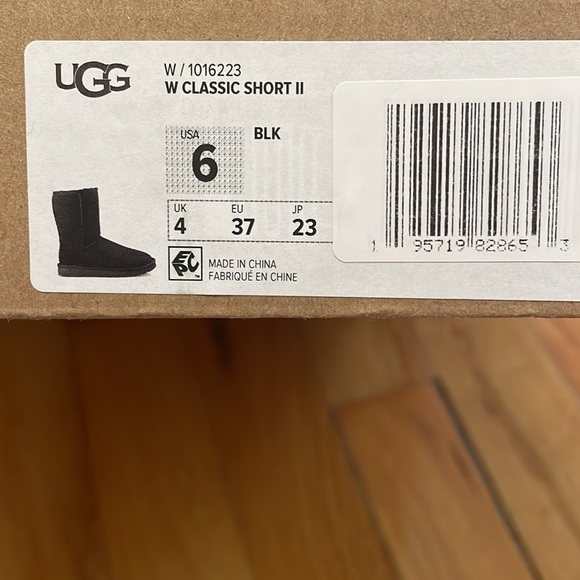 UGG
W / 1016223
W CLASSIC SHORT II
USA
6
BLK
UK EU JP
4 37 23
MADE IN CHINA
FABRIQUÉ EN CHINE
1 95719 82865 3